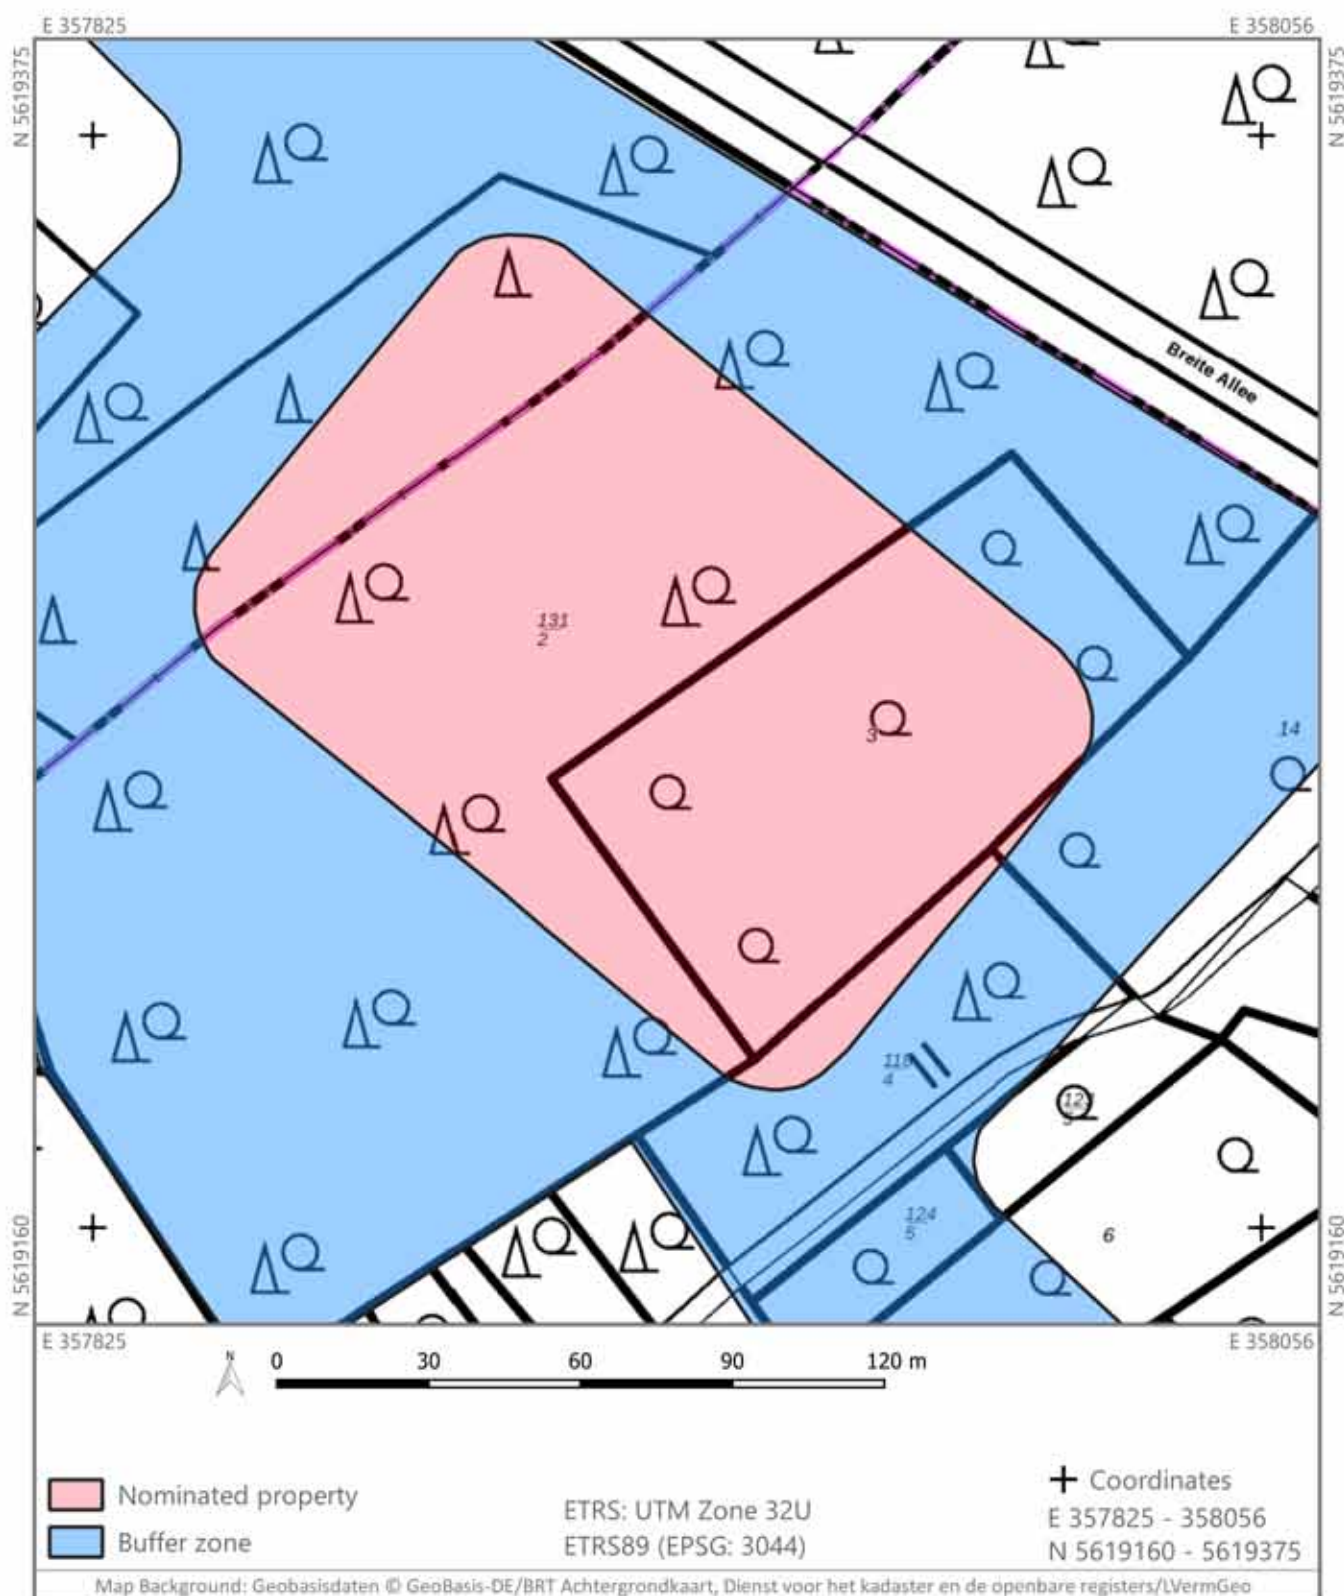 E 357825
E 358056
N 5619375
N 5619375
Breite Allee
131
2
3
14
4
124
5
6
N 5619160
N 5619160
E 357825
E 358056
N
0 30 60 90 120 m
Nominated property
Buffer zone
ETRS: UTM Zone 32U
ETRS89 (EPSG: 3044)
Coordinates
E 357825 - 358056
N 5619160 - 5619375
Map Background: Geobasisdaten © GeoBasis-DE/BRT Achtergrondkaart, Dienst voor het kadaster en de openbare registers/LVermGeo